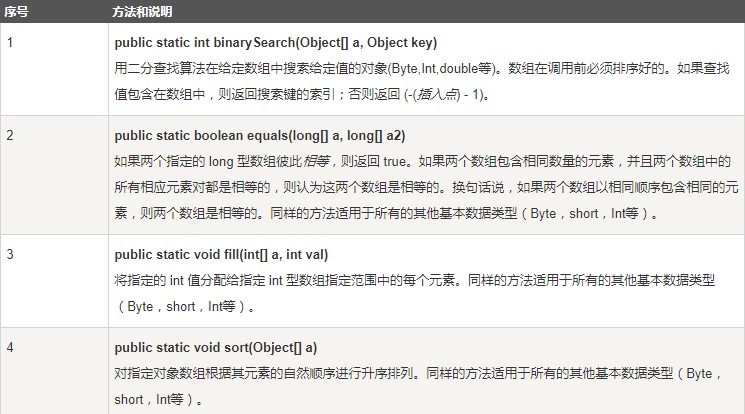 序号 方法和说明
1 public static int binarySearch(Object[] a, Object key)
用二分查找算法在给定数组中搜索给定值的对象(Byte,Int,double等)。数组在调用前必须排序好的。如果查找
值包含在数组中，则返回搜索键的索引；否则返回 (-(插入点) - 1)。
2 public static boolean equals(long[] a, long[] a2)
如果两个指定的 long 型数组彼此相等，则返回 true。如果两个数组包含相同数量的元素，并且两个数组中的
所有相应元素对都是相等的，则认为这两个数组是相等的。换句话说，如果两个数组以相同顺序包含相同的元
素，则两个数组是相等的。同样的方法适用于所有的其他基本数据类型（Byte，short，Int等）。
3 public static void fill(int[] a, int val)
将指定的 int 值分配给指定 int 型数组指定范围中的每个元素。同样的方法适用于所有的其他基本数据类型
（Byte，short，Int等）。
4 public static void sort(Object[] a)
对指定对象数组根据其元素的自然顺序进行升序排列。同样的方法适用于所有的其他基本数据类型（Byte，
short，Int等）。